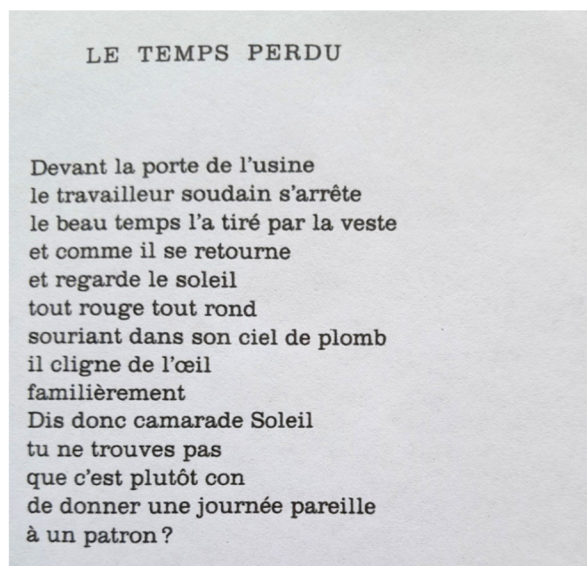 LE TEMPS PERDU
Devant la porte de l'usine
le travailleur soudain s'arrête
le beau temps l'a tiré par la veste
et comme il se retourne
et regarde le soleil
tout rouge tout rond
souriant dans son ciel de plomb
il cligne de l'œil
familièrement
Dis donc camarade Soleil
tu ne trouves pas
que c'est plutôt con
de donner une journée pareille
à un patron ?